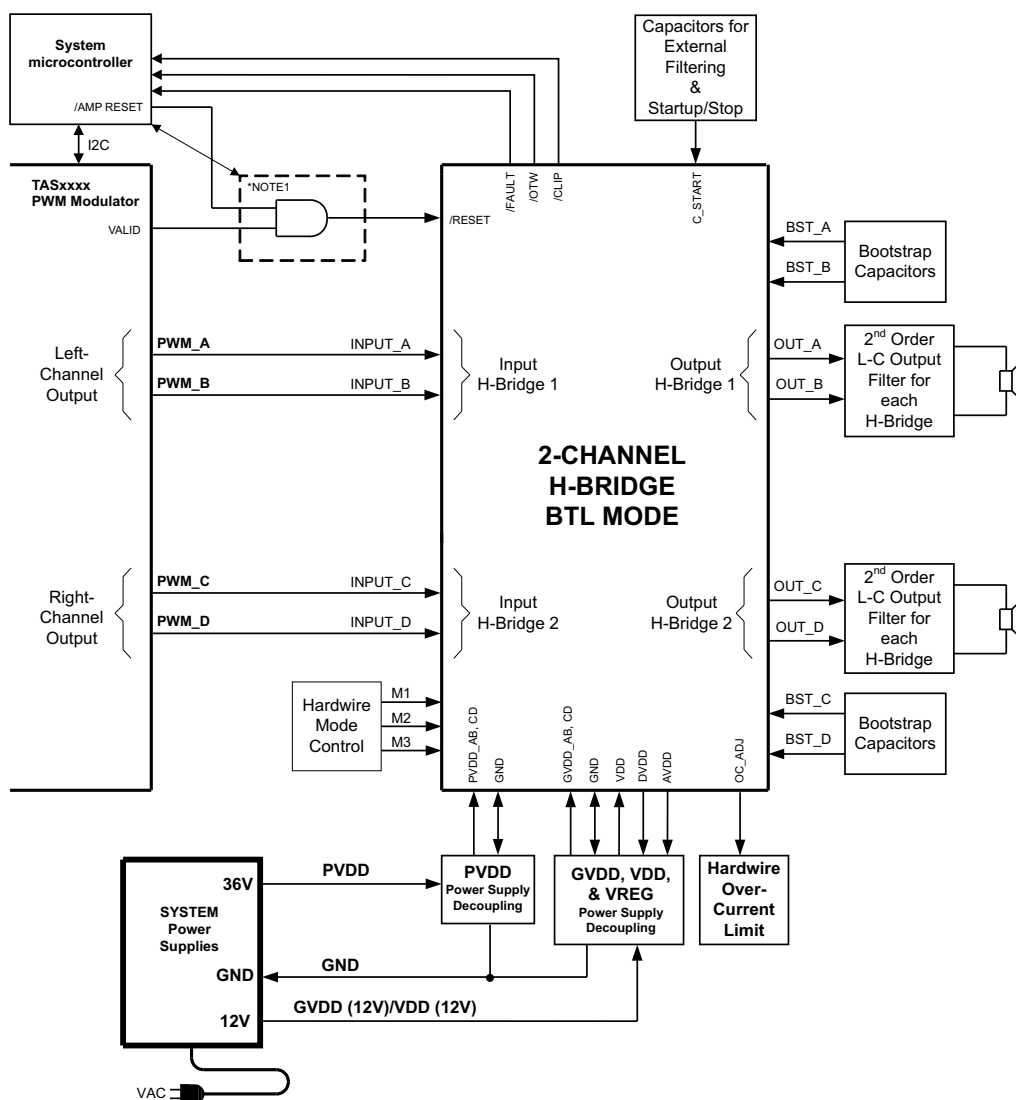 System
microcontroller
/AMP RESET
I2C
TASxxxx
PWM Modulator
VALID
*NOTE1
/RESET
/FAULT
/OTW
/CLIP
Capacitors for
External
Filtering
&
Startup/Stop
C_START
BST_A
BST_B
Bootstrap
Capacitors
Left-
Channel
Output
PWM_A
INPUT_A
PWM_B
INPUT_B
Input
H-Bridge 1
Output
H-Bridge 1
OUT_A
OUT_B
2nd Order
L-C Output
Filter for
each
H-Bridge
2-CHANNEL
H-BRIDGE
BTL MODE
Right-
Channel
Output
PWM_C
INPUT_C
PWM_D
INPUT_D
Input
H-Bridge 2
Output
H-Bridge 2
OUT_C
OUT_D
2nd Order
L-C Output
Filter for
each
H-Bridge
Hardwire
Mode
Control
M1
M2
M3
PVDD_AB, CD
GND
GVDD_AB, CD
GND
VDD
DVDD
AVDD
OC_ADJ
BST_C
BST_D
Bootstrap
Capacitors
SYSTEM
Power
Supplies
36V
GND
12V
PVDD
PVDD
Power Supply
Decoupling
GVDD, VDD,
& VREG
Power Supply
Decoupling
Hardwire
Over-
Current
Limit
GND
GVDD (12V)/VDD (12V)
VAC